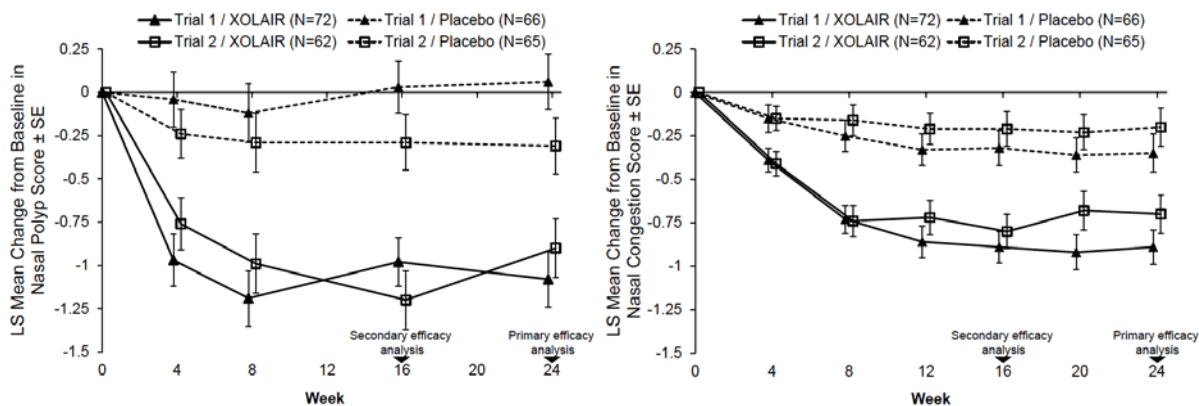 Trial 1 / XOLAIR (N=72) Trial 1 / Placebo (N=66)
Trial 2 / XOLAIR (N=62) Trial 2 / Placebo (N=65)
LS Mean Change from Baseline in
Nasal Polyp Score ± SE
0.25
0
-0.25
-0.5
-0.75
-1
-1.25
-1.5
Secondary efficacy
analysis
Primary efficacy
analysis
0 4 8 12 16 20 24
Week
Trial 1 / XOLAIR (N=72) Trial 1 / Placebo (N=66)
Trial 2 / XOLAIR (N=62) Trial 2 / Placebo (N=65)
LS Mean Change from Baseline in
Nasal Congestion Score ± SE
0.25
0
-0.25
-0.5
-0.75
-1
-1.25
-1.5
Secondary efficacy
analysis
Primary efficacy
analysis
0 4 8 12 16 20 24
Week